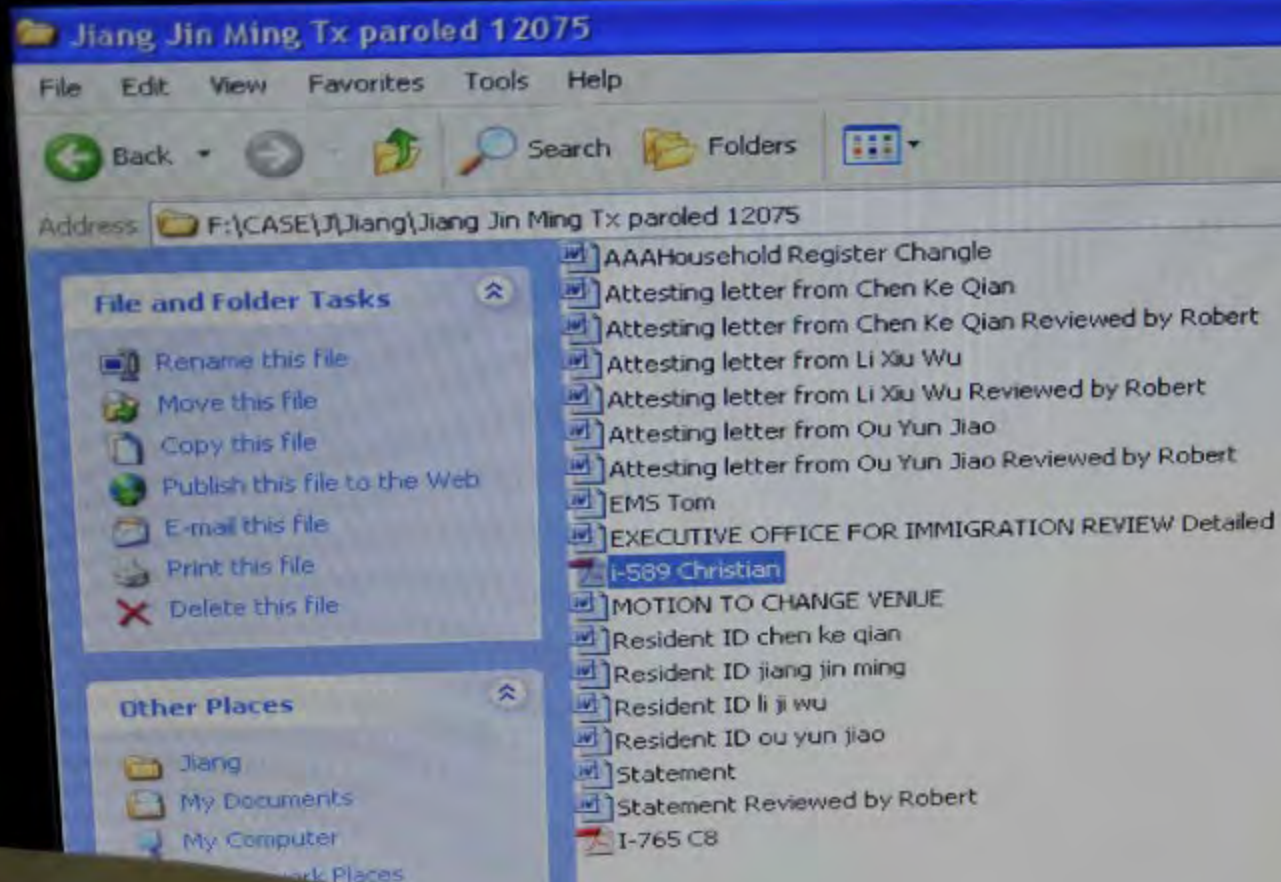 Jiang Jin Ming Tx paroled 12075
File Edit View Favorites Tools Help
Back Search Folders
Address F:\CASE\J\Jiang\Jiang Jin Ming Tx paroled 12075
File and Folder Tasks
Rename this file
Move this file
Copy this file
Publish this file to the Web
E-mail this file
Print this file
Delete this file
Other Places
Jiang
My Documents
My Computer
Places
AAAHousehold Register Changle
Attesting letter from Chen Ke Qian
Attesting letter from Chen Ke Qian Reviewed by Robert
Attesting letter from Li Xiu Wu
Attesting letter from Li Xiu Wu Reviewed by Robert
Attesting letter from Ou Yun Jiao
Attesting letter from Ou Yun Jiao Reviewed by Robert
EMS Tom
EXECUTIVE OFFICE FOR IMMIGRATION REVIEW Detailed
i-589 Christian
MOTION TO CHANGE VENUE
Resident ID chen ke qian
Resident ID jiang jin ming
Resident ID li ji wu
Resident ID ou yun jiao
Statement
Statement Reviewed by Robert
I-765 C8